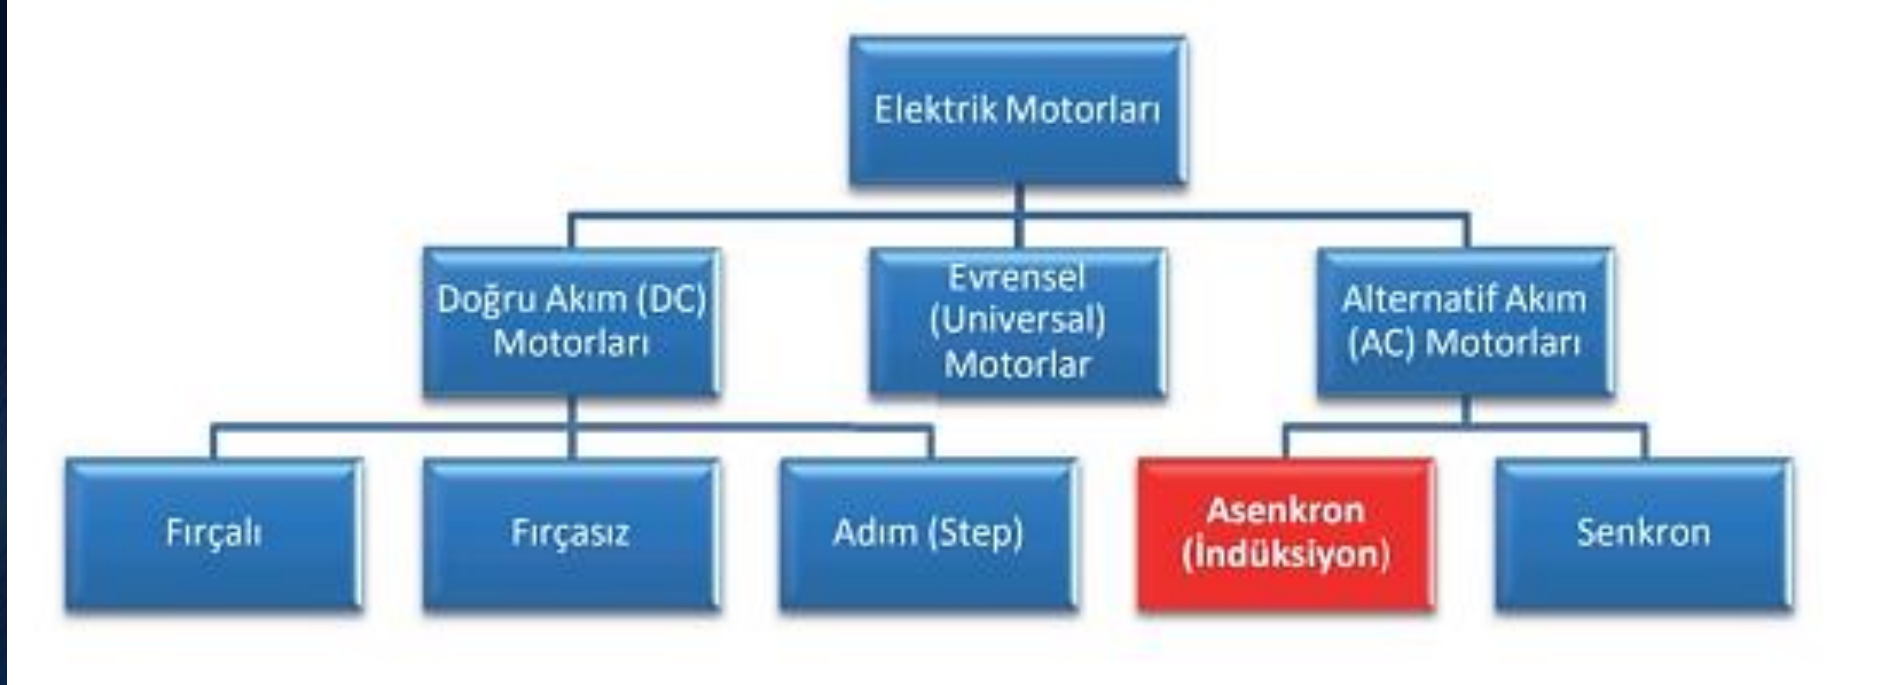 Elektrik Motorları
Doğru Akım (DC)
Motorları
Evrensel
(Universal)
Motorlar
Alternatif Akım
(AC) Motorları
Fırçalı
Fırçasız
Adım (Step)
Asenkron
(İndüksiyon)
Senkron